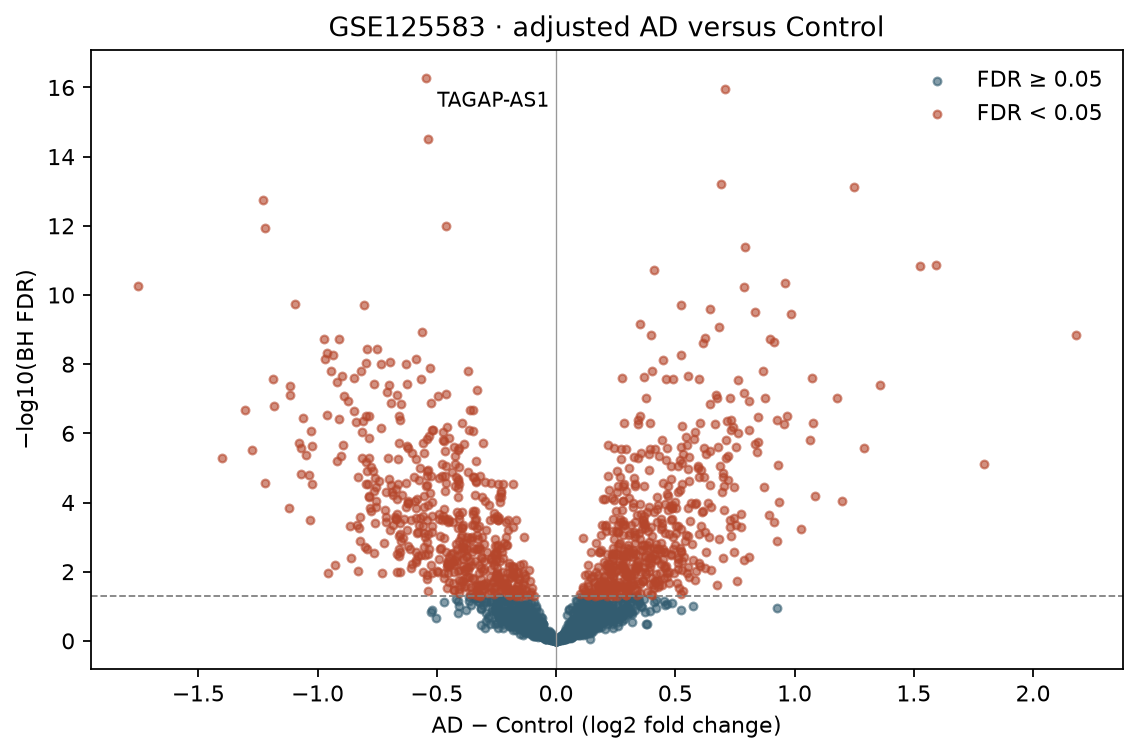 GSE125583 · adjusted AD versus Control
FDR ≥ 0.05
FDR < 0.05
TAGAP-AS1
−log10(BH FDR)
16
14
12
10
8
6
4
2
0
−1.5
−1.0
−0.5
0.0
0.5
1.0
1.5
2.0
AD − Control (log2 fold change)